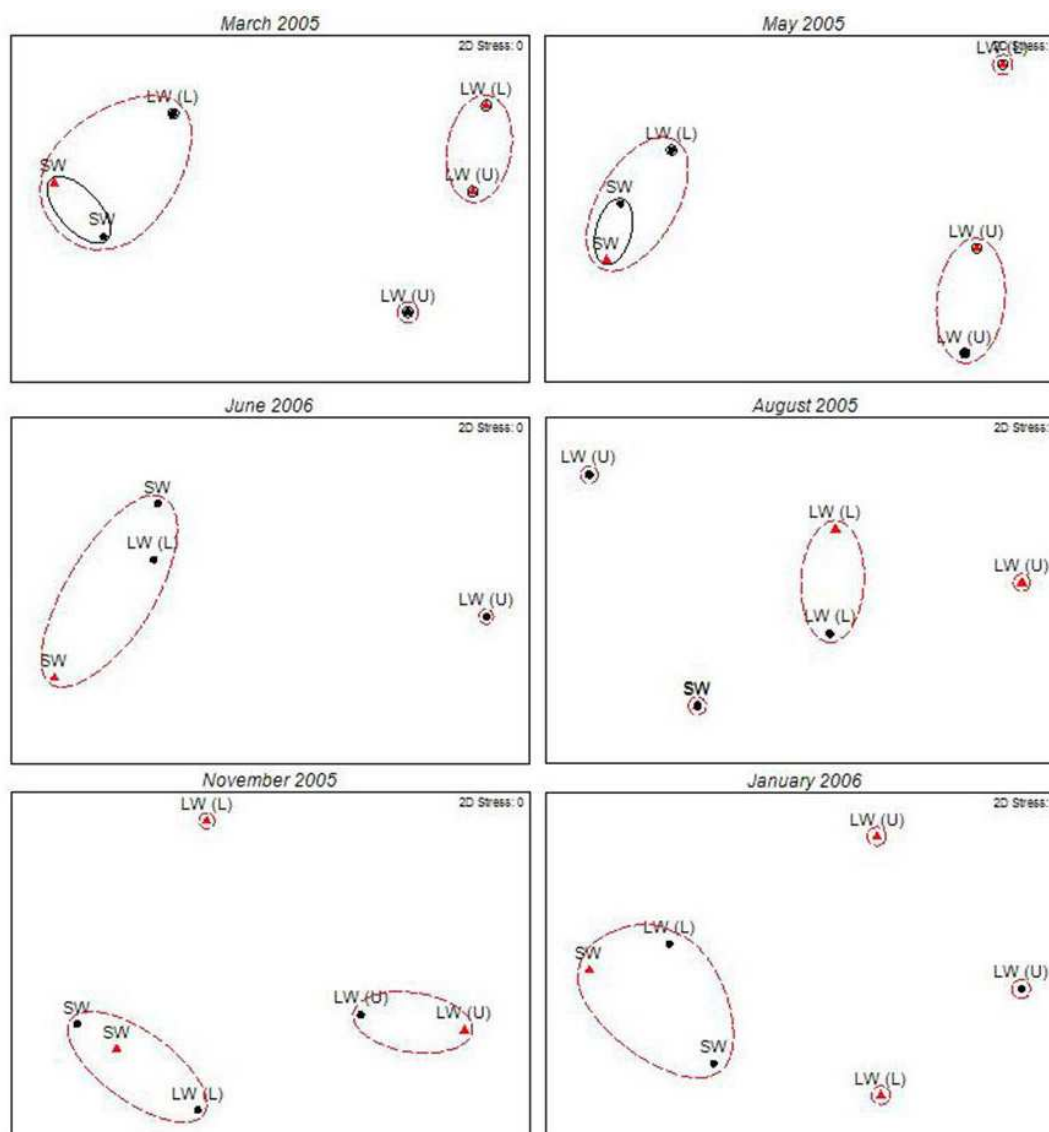 March 2005
2D Stress: 0
LW (L)
LW (L)
SW
LW (U)
SW
LW (U)
May 2005
2D Stress:
LW (L)
LW (L)
SW
SW
LW (U)
LW (U)
June 2006
2D Stress: 0
SW
LW (L)
LW (U)
SW
August 2005
2D Stress:
LW (U)
LW (L)
LW (U)
LW (L)
SW
November 2005
2D Stress: 0
LW (L)
SW
SW
LW (U)
LW (U)
LW (L)
January 2006
2D Stress:
LW (U)
LW (L)
SW
LW (U)
SW
LW (L)